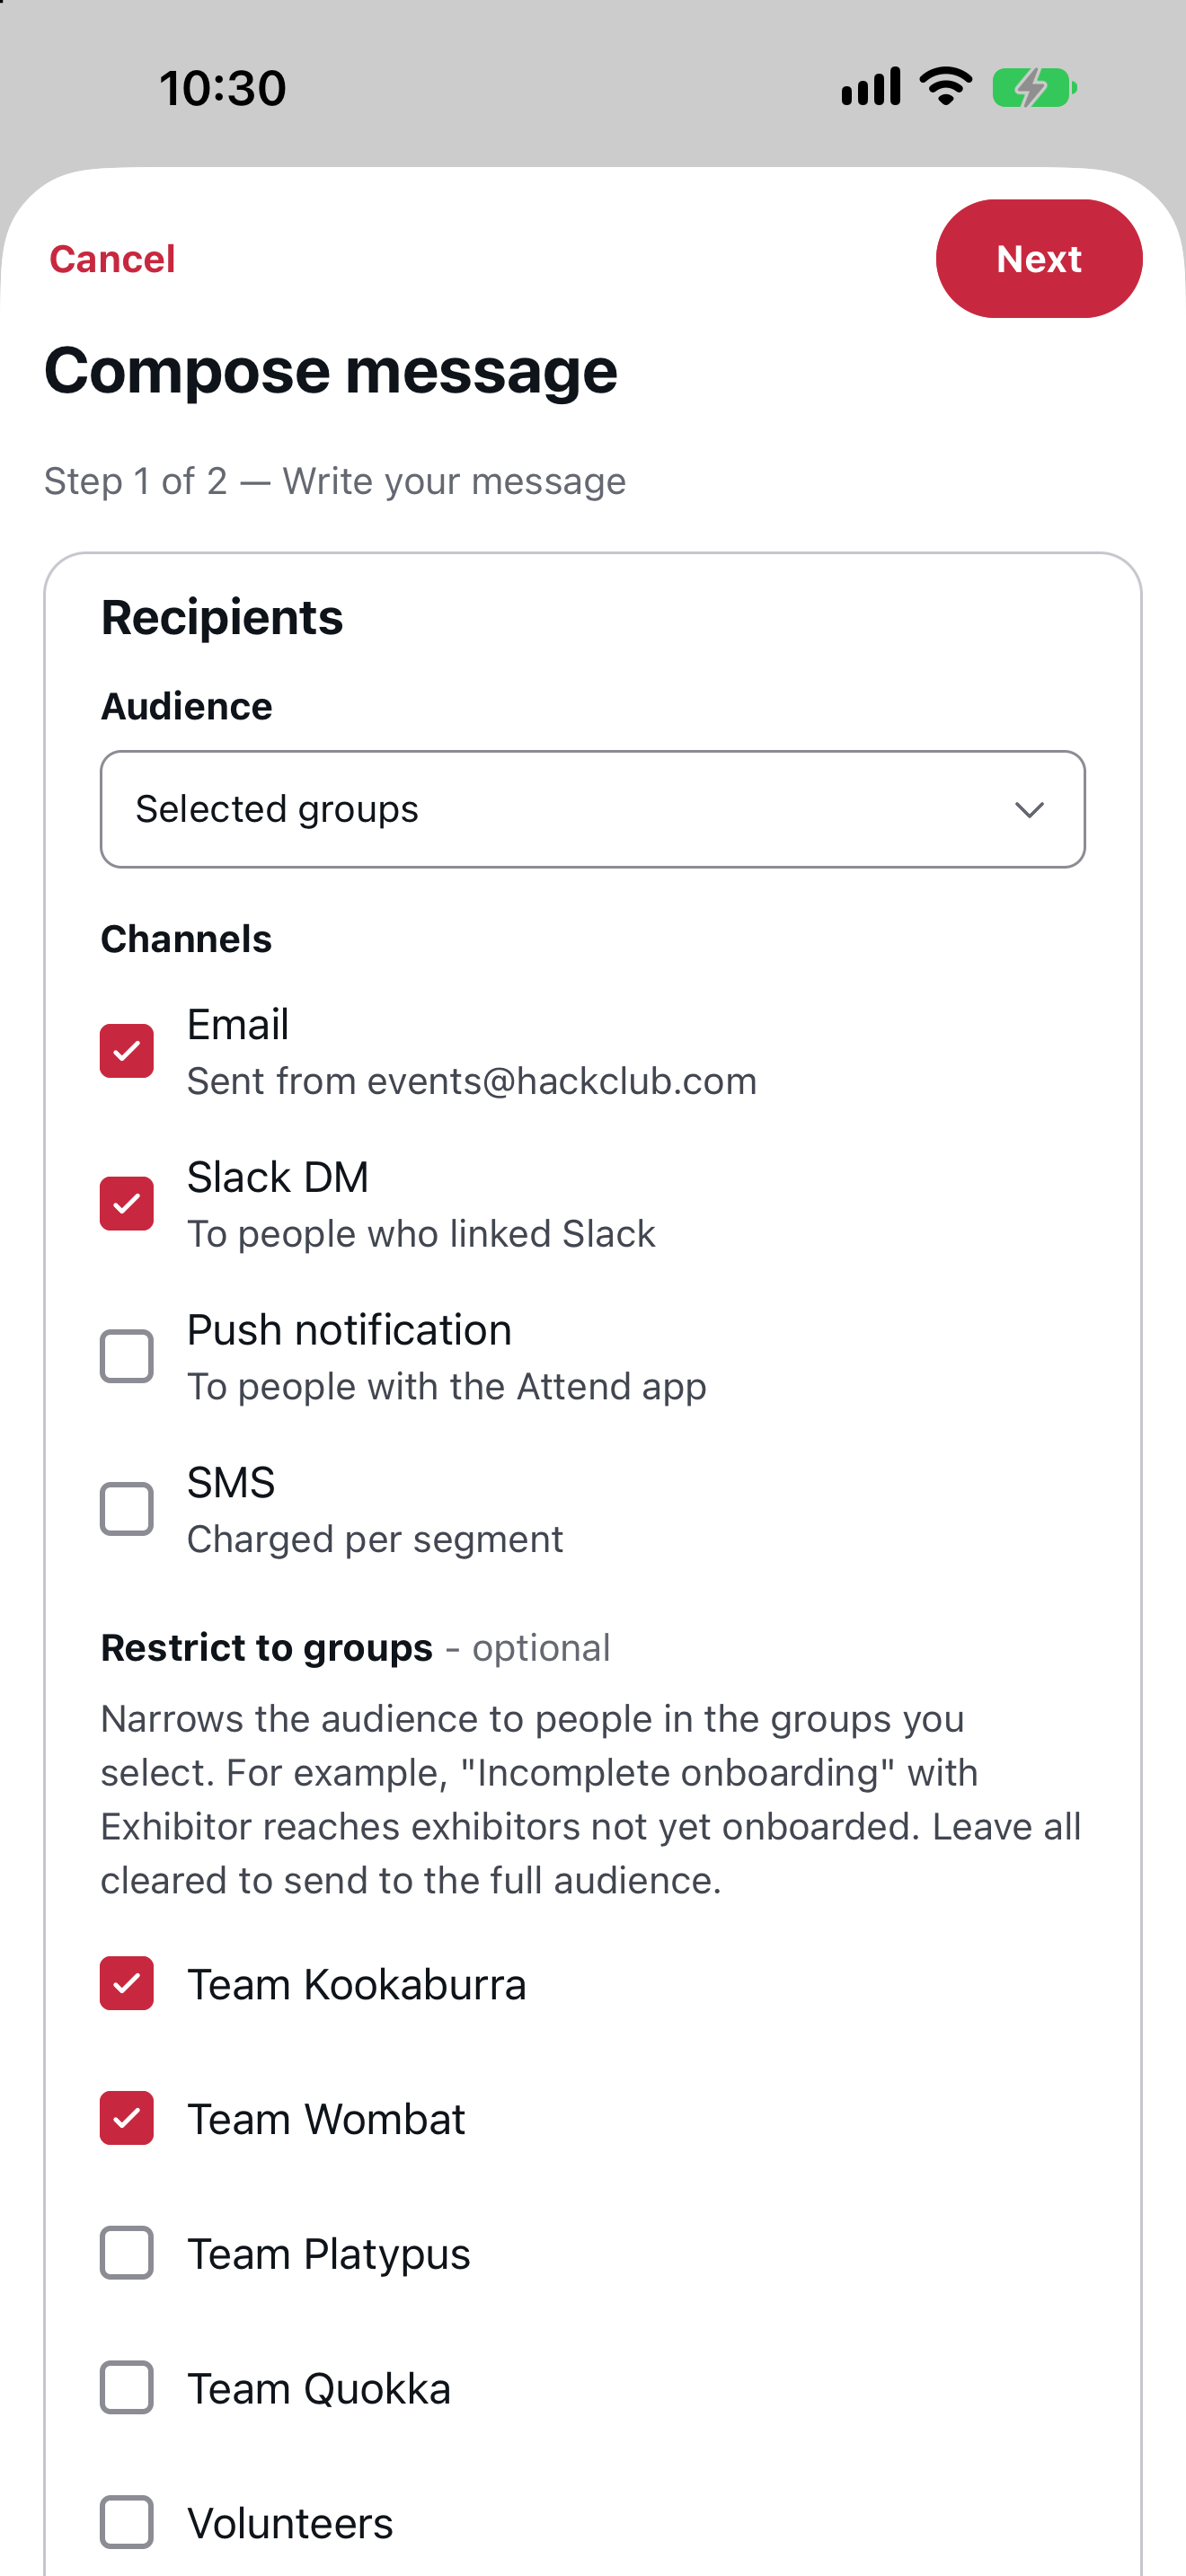 10:30
Cancel
Next
Compose message
Step 1 of 2 — Write your message
Recipients
Audience
Selected groups
Channels
Email
Sent from events@hackclub.com
Slack DM
To people who linked Slack
Push notification
To people with the Attend app
SMS
Charged per segment
Restrict to groups - optional
Narrows the audience to people in the groups you
select. For example, "Incomplete onboarding" with
Exhibitor reaches exhibitors not yet onboarded. Leave all
cleared to send to the full audience.
Team Kookaburra
Team Wombat
Team Platypus
Team Quokka
Volunteers